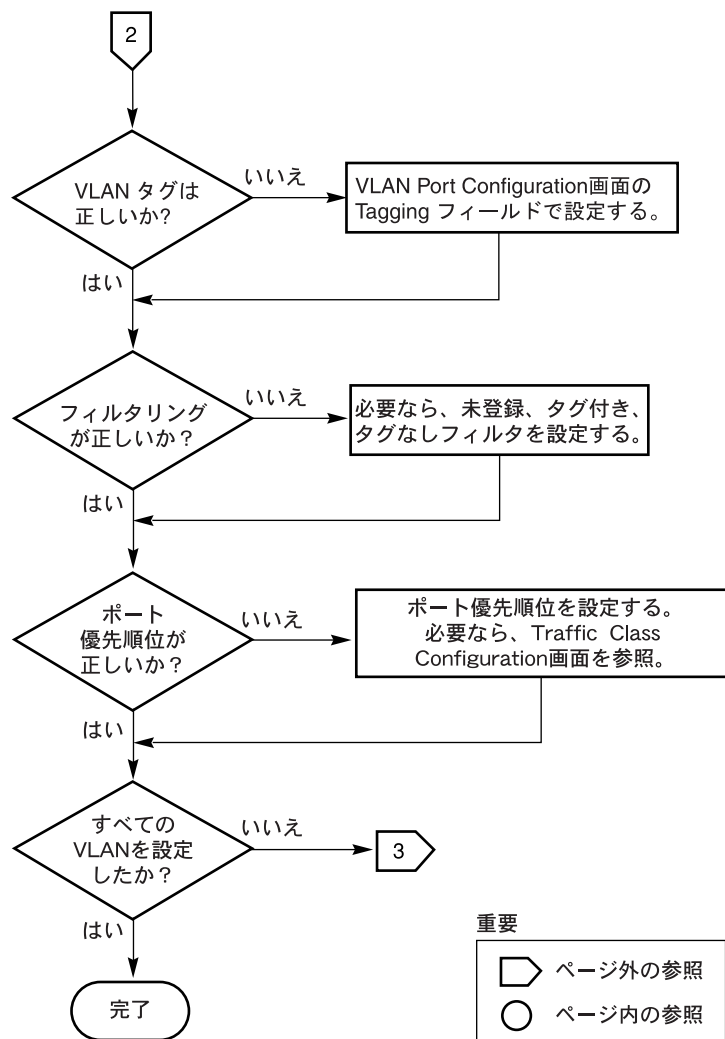 2
VLAN タグは
正しいか?
いいえ
VLAN Port Configuration画面の
Tagging フィールドで設定する。
はい
フィルタリング
が正しいか？
いいえ
必要なら、未登録、タグ付き、
タグなしフィルタを設定する。
はい
ポート
優先順位が
正しいか？
いいえ
ポート優先順位を設定する。
必要なら、Traffic Class
Configuration画面を参照。
はい
すべての
VLANを設定
したか？
いいえ
3
はい
完了
重要
ページ外の参照
ページ内の参照